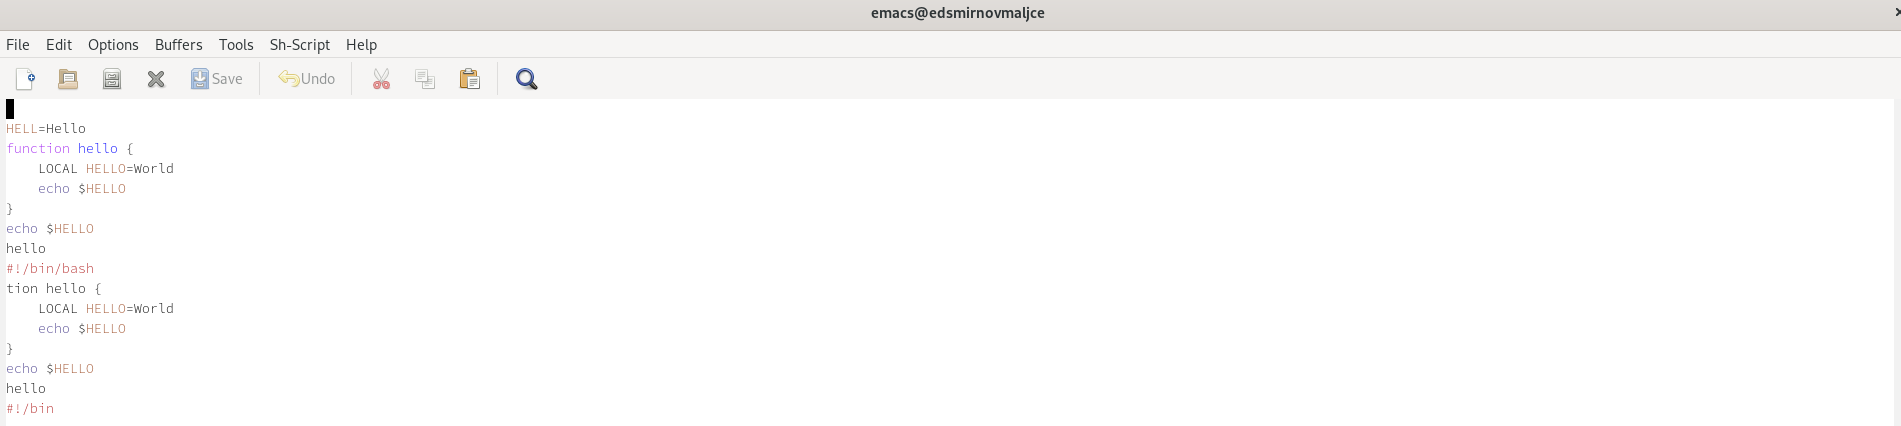 emacs@edsmirnovmaljce
File Edit Options Buffers Tools Sh-Script Help
Save Undo
HELL=Hello
function hello {
    LOCAL HELLO=World
    echo $HELLO
}
echo $HELLO
hello
#!/bin/bash
tion hello {
    LOCAL HELLO=World
    echo $HELLO
}
echo $HELLO
hello
#!/bin